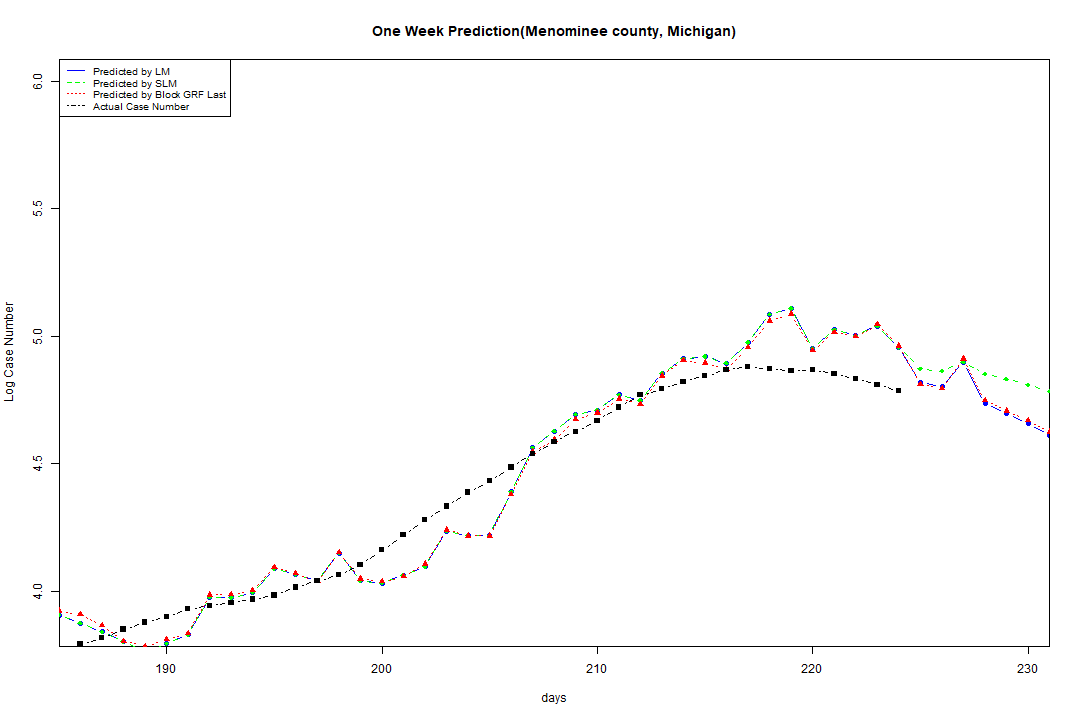 One Week Prediction(Menominee county, Michigan)
Predicted by LM
Predicted by SLM
Predicted by Block GRF Last
Actual Case Number
6.0
5.5
5.0
4.5
4.0
Log Case Number
190
200
210
220
230
days